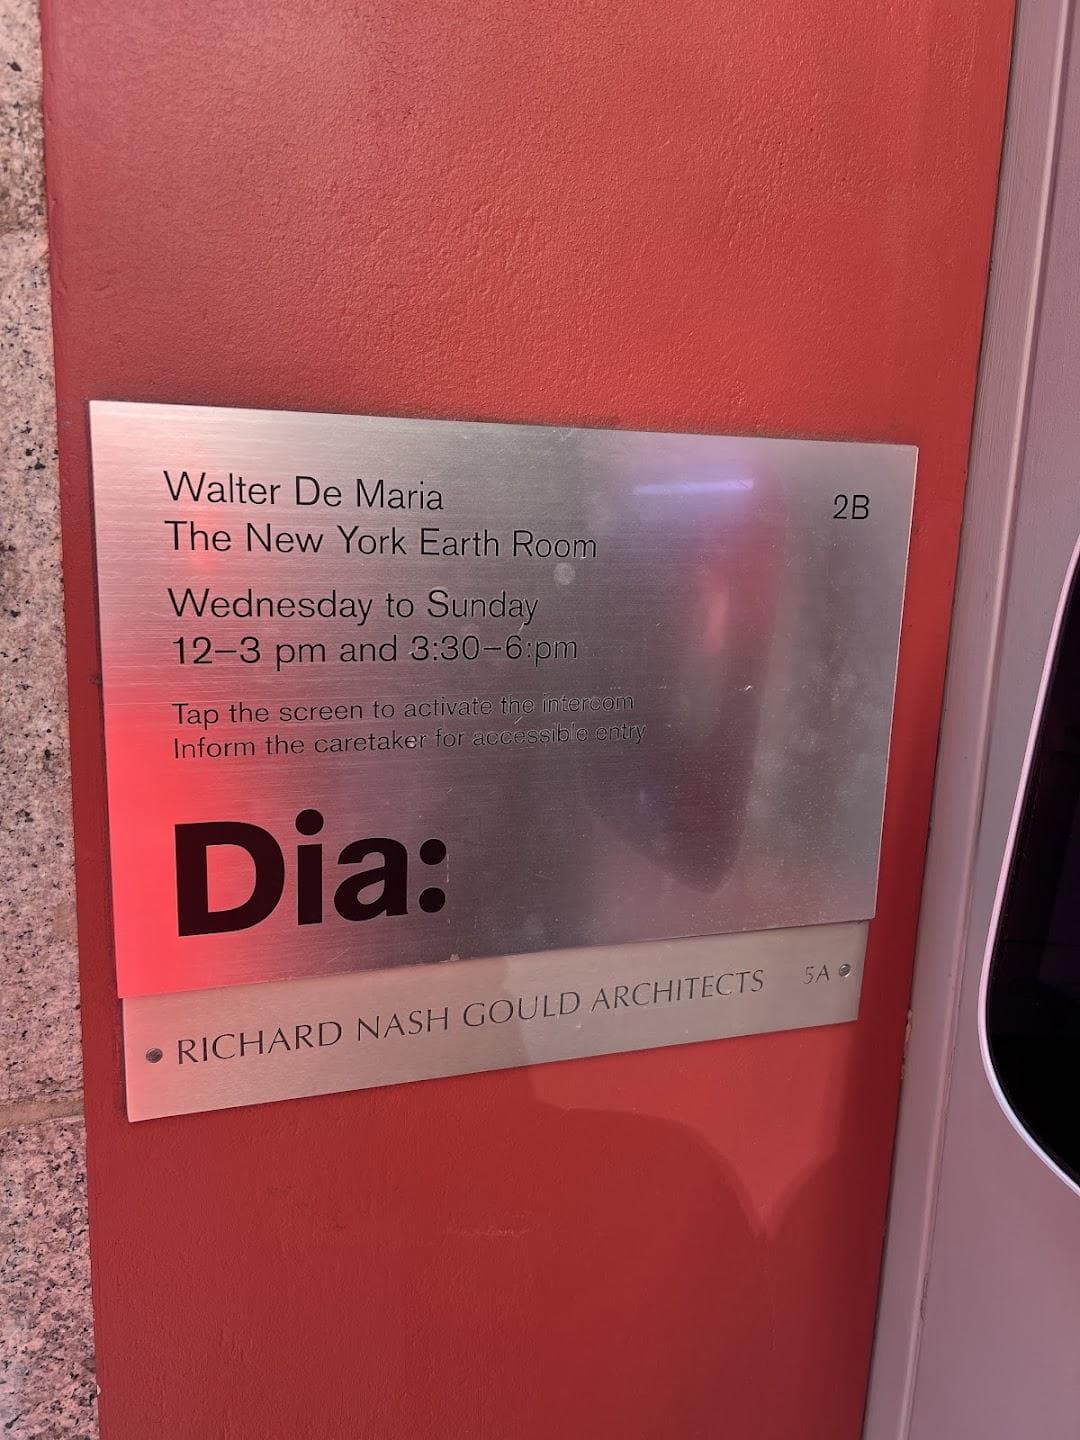 Walter De Maria 2B
The New York Earth Room
Wednesday to Sunday
12–3 pm and 3:30–6:pm
Tap the screen to activate the intercom
Inform the caretaker for accessible entry
Dia:
RICHARD NASH GOULD ARCHITECTS 5A